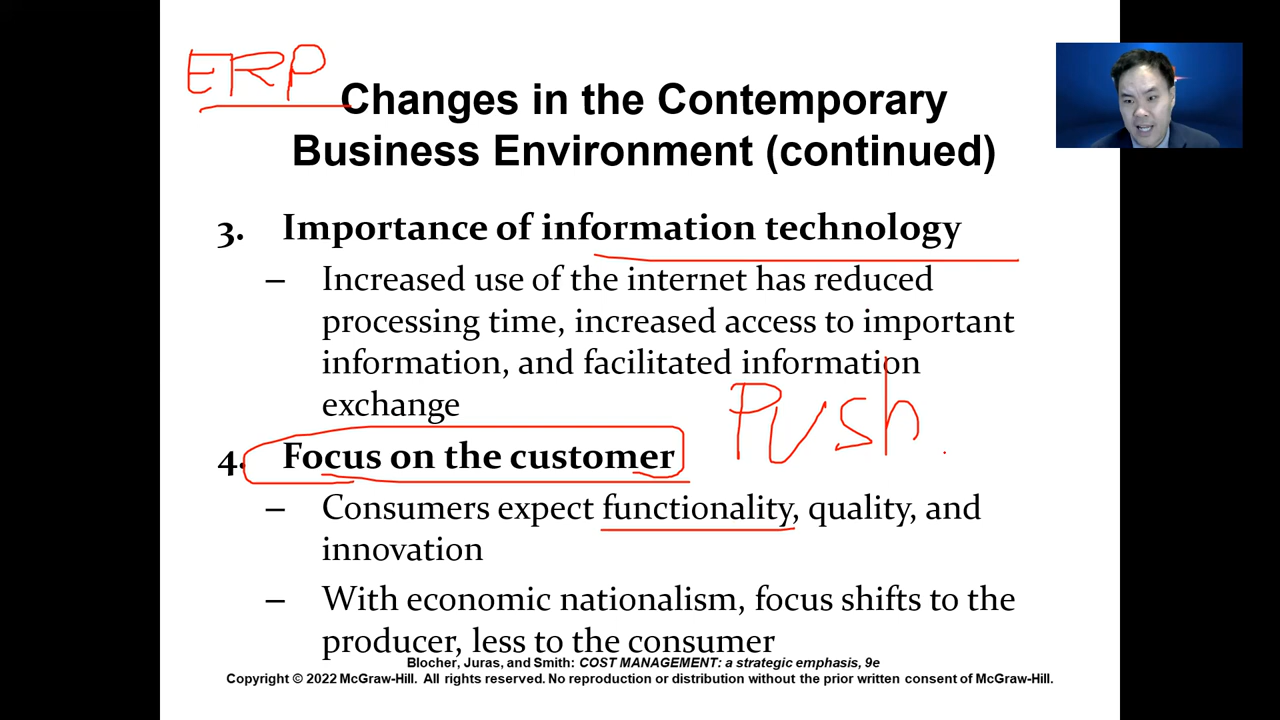 ERP
Changes in the Contemporary
Business Environment (continued)
3. Importance of information technology
– Increased use of the internet has reduced
processing time, increased access to important
information, and facilitated information
exchange
PUSh
4. Focus on the customer
– Consumers expect functionality, quality, and
innovation
– With economic nationalism, focus shifts to the
producer, less to the consumer
Blocher, Juras, and Smith: COST MANAGEMENT: a strategic emphasis, 9e
Copyright © 2022 McGraw-Hill. All rights reserved. No reproduction or distribution without the prior written consent of McGraw-Hill.